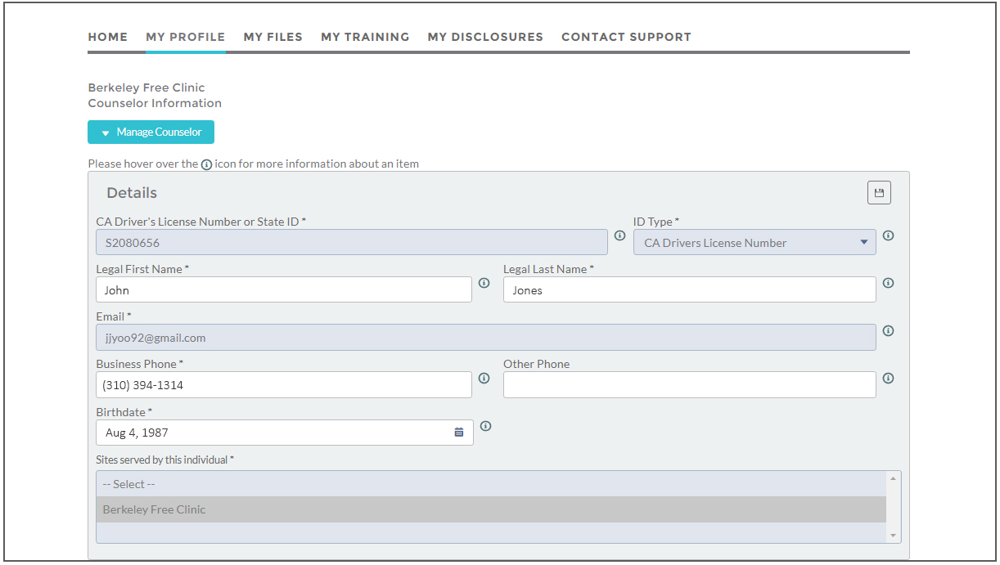 HOME MY PROFILE MY FILES MY TRAINING MY DISCLOSURES CONTACT SUPPORT
Berkeley Free Clinic
Counselor Information
Manage Counselor
Please hover over the icon for more information about an item
Details
CA Driver's License Number or State ID * ID Type *
S2080656 CA Drivers License Number
Legal First Name * Legal Last Name *
John Jones
Email *
jjyoo92@gmail.com
Business Phone * Other Phone
(310) 394-1314
Birthdate *
Aug 4, 1987
Sites served by this individual *
-- Select --
Berkeley Free Clinic